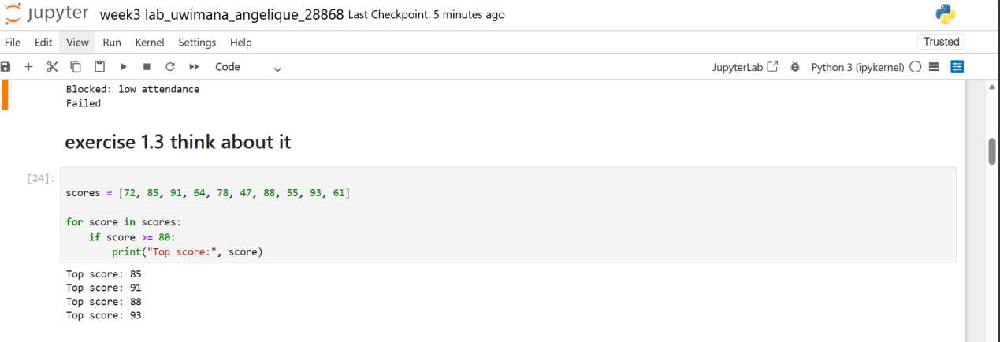 jupyter week3 lab_uwimana_angelique_28868 Last Checkpoint: 5 minutes ago
File Edit View Run Kernel Settings Help Trusted
Code JupyterLab Python 3 (ipykernel)
Blocked: low attendance
Failed
exercise 1.3 think about it
[24]:
scores = [72, 85, 91, 64, 78, 47, 88, 55, 93, 61]
for score in scores:
    if score >= 80:
        print("Top score:", score)
Top score: 85
Top score: 91
Top score: 88
Top score: 93